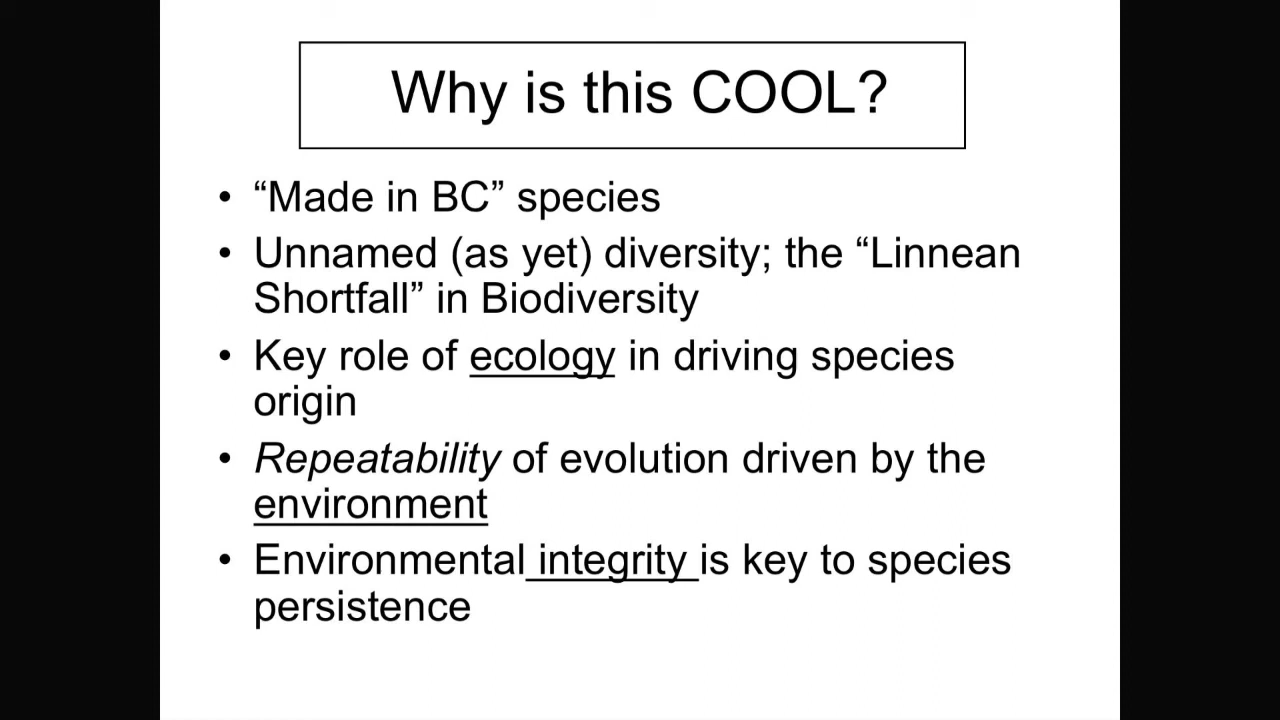 Why is this COOL?
• “Made in BC” species
• Unnamed (as yet) diversity; the “Linnean
Shortfall” in Biodiversity
• Key role of ecology in driving species
origin
• Repeatability of evolution driven by the
environment
• Environmental integrity is key to species
persistence